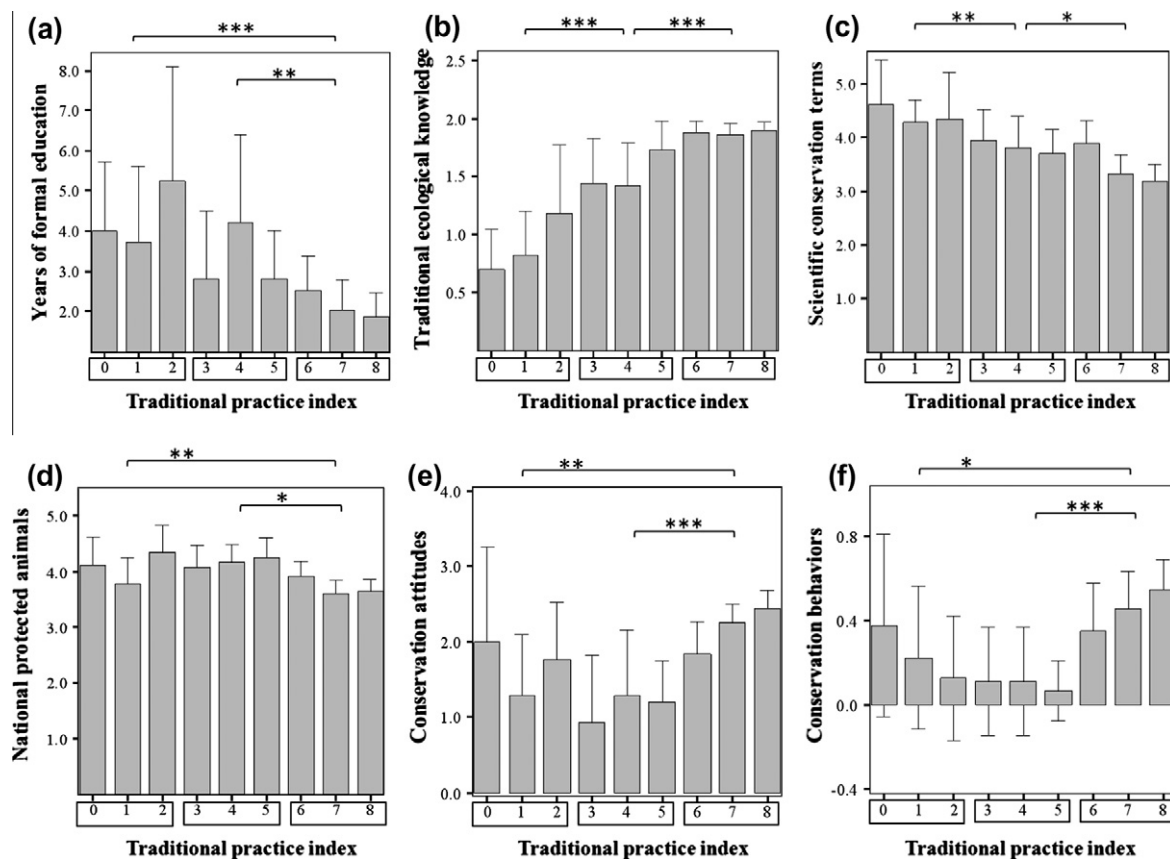 (a)
***
**
Years of formal education
8.0
7.0
6.0
5.0
4.0
3.0
2.0
0 1 2 3 4 5 6 7 8
Traditional practice index
(b)
*** ***
Traditional ecological knowledge
2.5
2.0
1.5
1.0
0.5
0 1 2 3 4 5 6 7 8
Traditional practice index
(c)
** *
Scientific conservation terms
5.0
4.0
3.0
2.0
1.0
0 1 2 3 4 5 6 7 8
Traditional practice index
(d)
**
*
National protected animals
5.0
4.0
3.0
2.0
1.0
0 1 2 3 4 5 6 7 8
Traditional practice index
(e)
**
***
Conservation attitudes
4.0
3.0
2.0
1.0
0.0
0 1 2 3 4 5 6 7 8
Traditional practice index
(f)
*
***
Conservation behaviors
0.8
0.4
0.0
-0.4
0 1 2 3 4 5 6 7 8
Traditional practice index